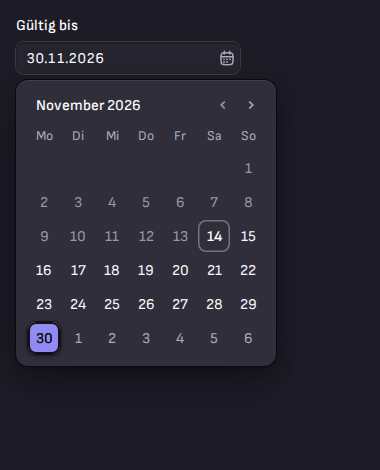 Gültig bis
30.11.2026
November 2026
Mo Di Mi Do Fr Sa So
1
2 3 4 5 6 7 8
9 10 11 12 13 14 15
16 17 18 19 20 21 22
23 24 25 26 27 28 29
30 1 2 3 4 5 6